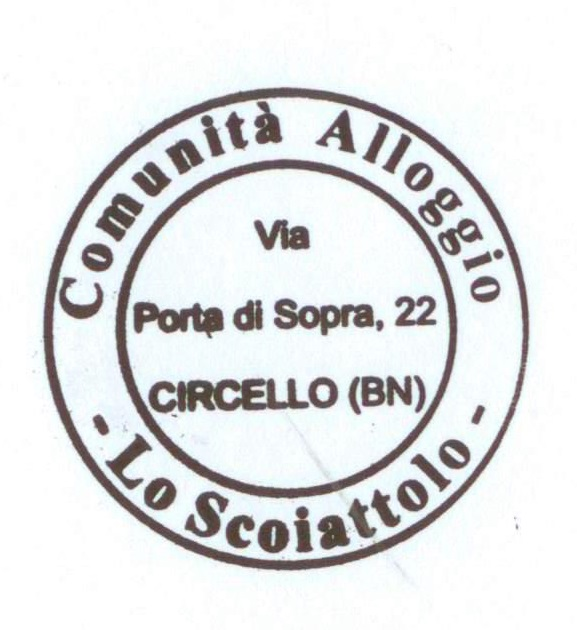 Comunità Alloggio
Via
Porta di Sopra, 22
CIRCELLO (BN)
- Lo Scoiattolo -